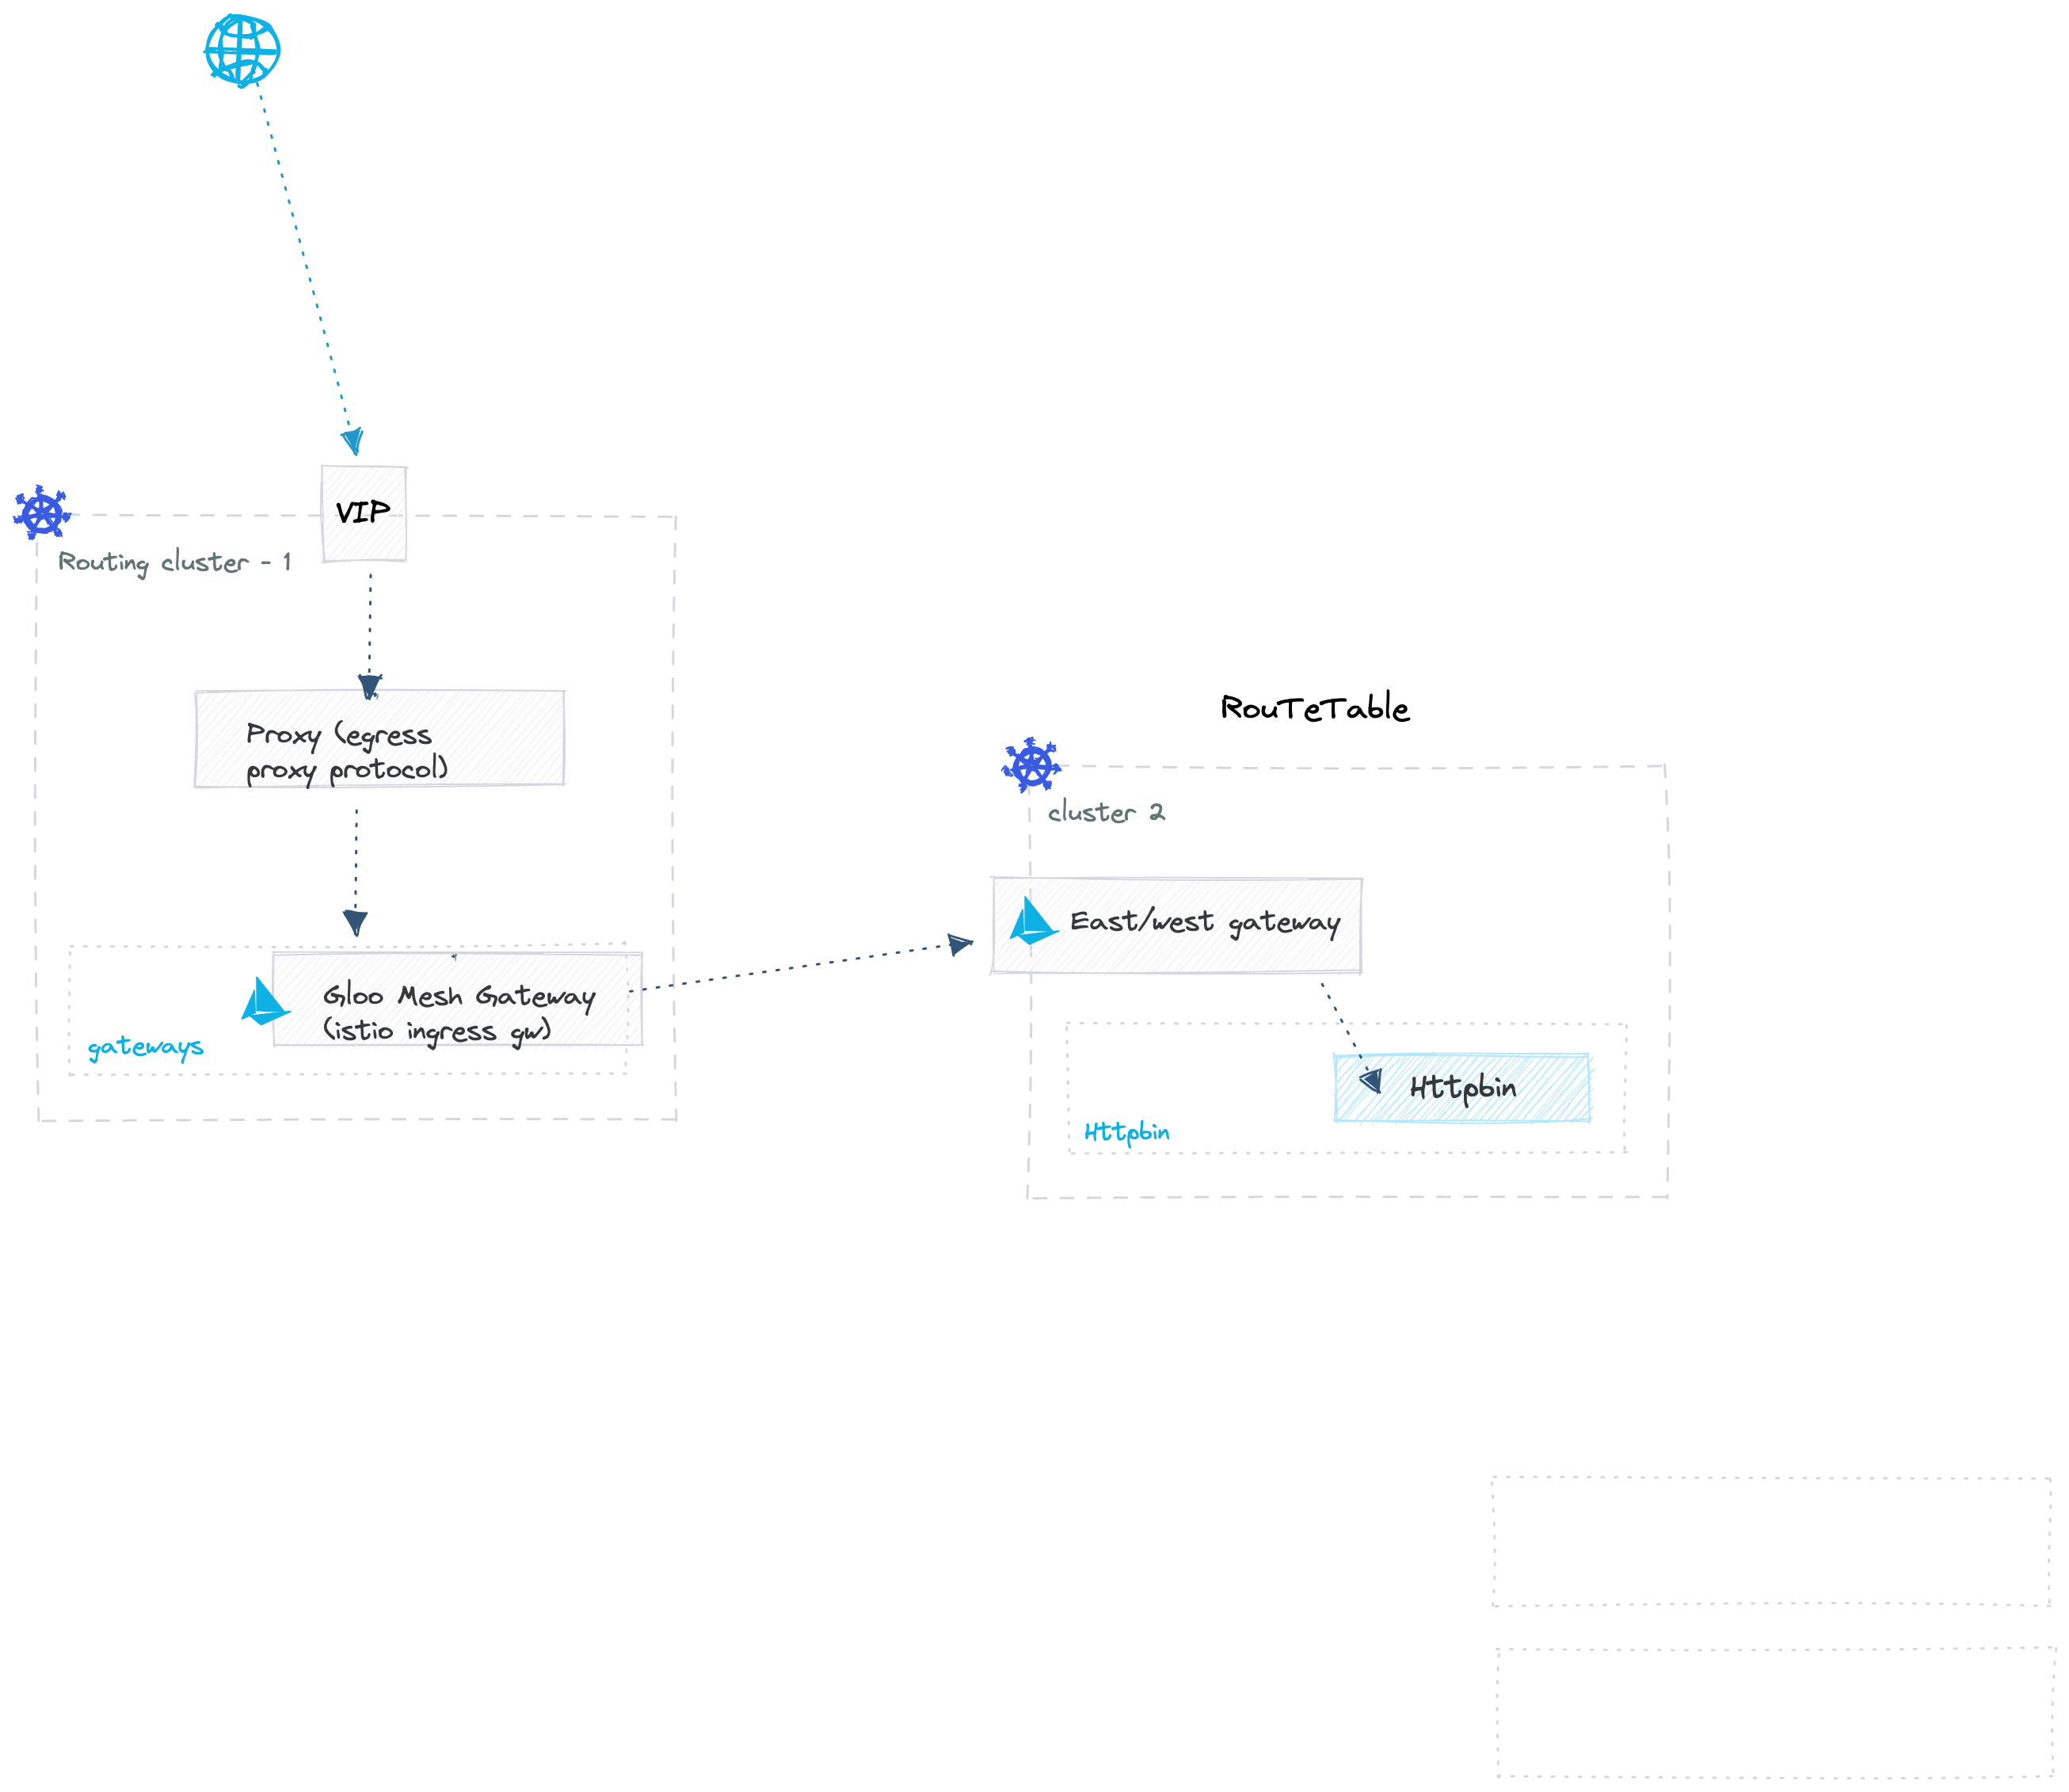 VIP
Routing cluster - 1
Proxy (egress
proxy protocol)
Gloo Mesh Gateway
(istio ingress gw)
gateways
RouTeTable
cluster 2
East/west gateway
Httpbin
Httpbin